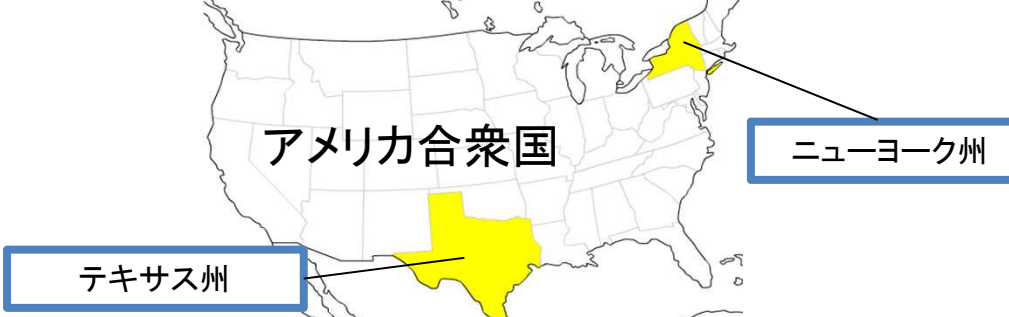 アメリカ合衆国
ニューヨーク州
テキサス州